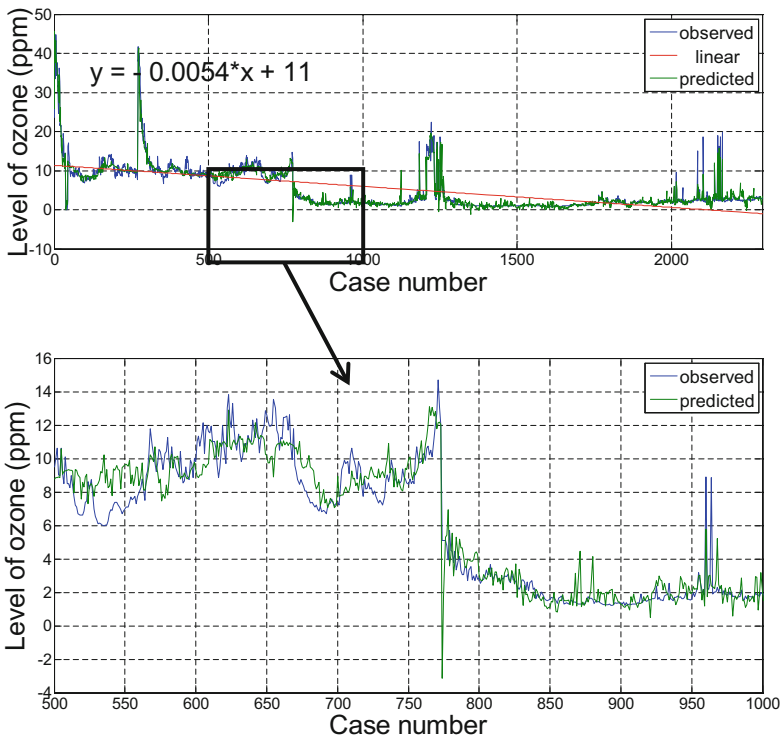 50
40
30
20
10
0
-10
Level of ozone (ppm)
y = - 0.0054*x + 11
observed
linear
predicted
0 500 1000 1500 2000
Case number
16
14
12
10
8
6
4
2
0
-2
-4
Level of ozone (ppm)
observed
predicted
500 550 600 650 700 750 800 850 900 950 1000
Case number